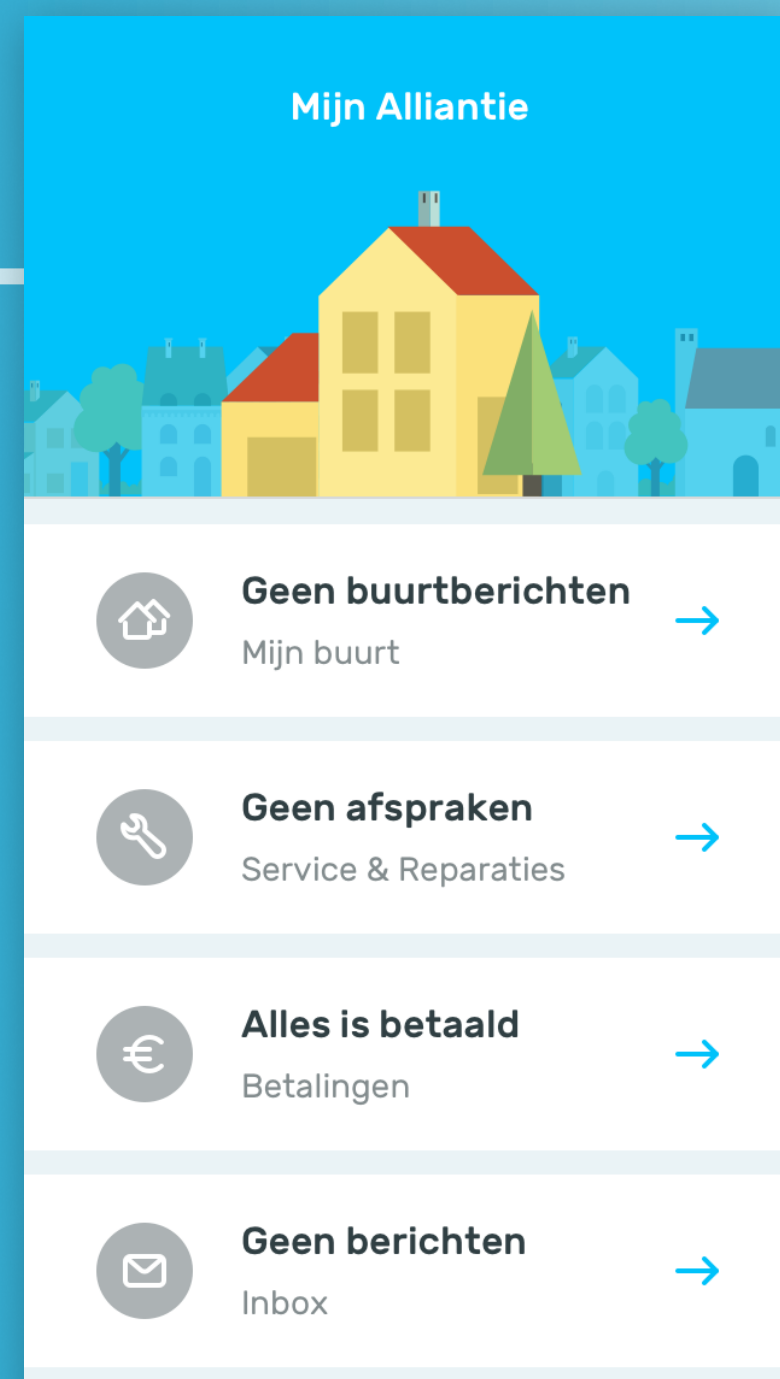 Mijn Alliantie
Geen buurtberichten
Mijn buurt
Geen afspraken
Service & Reparaties
Alles is betaald
Betalingen
Geen berichten
Inbox